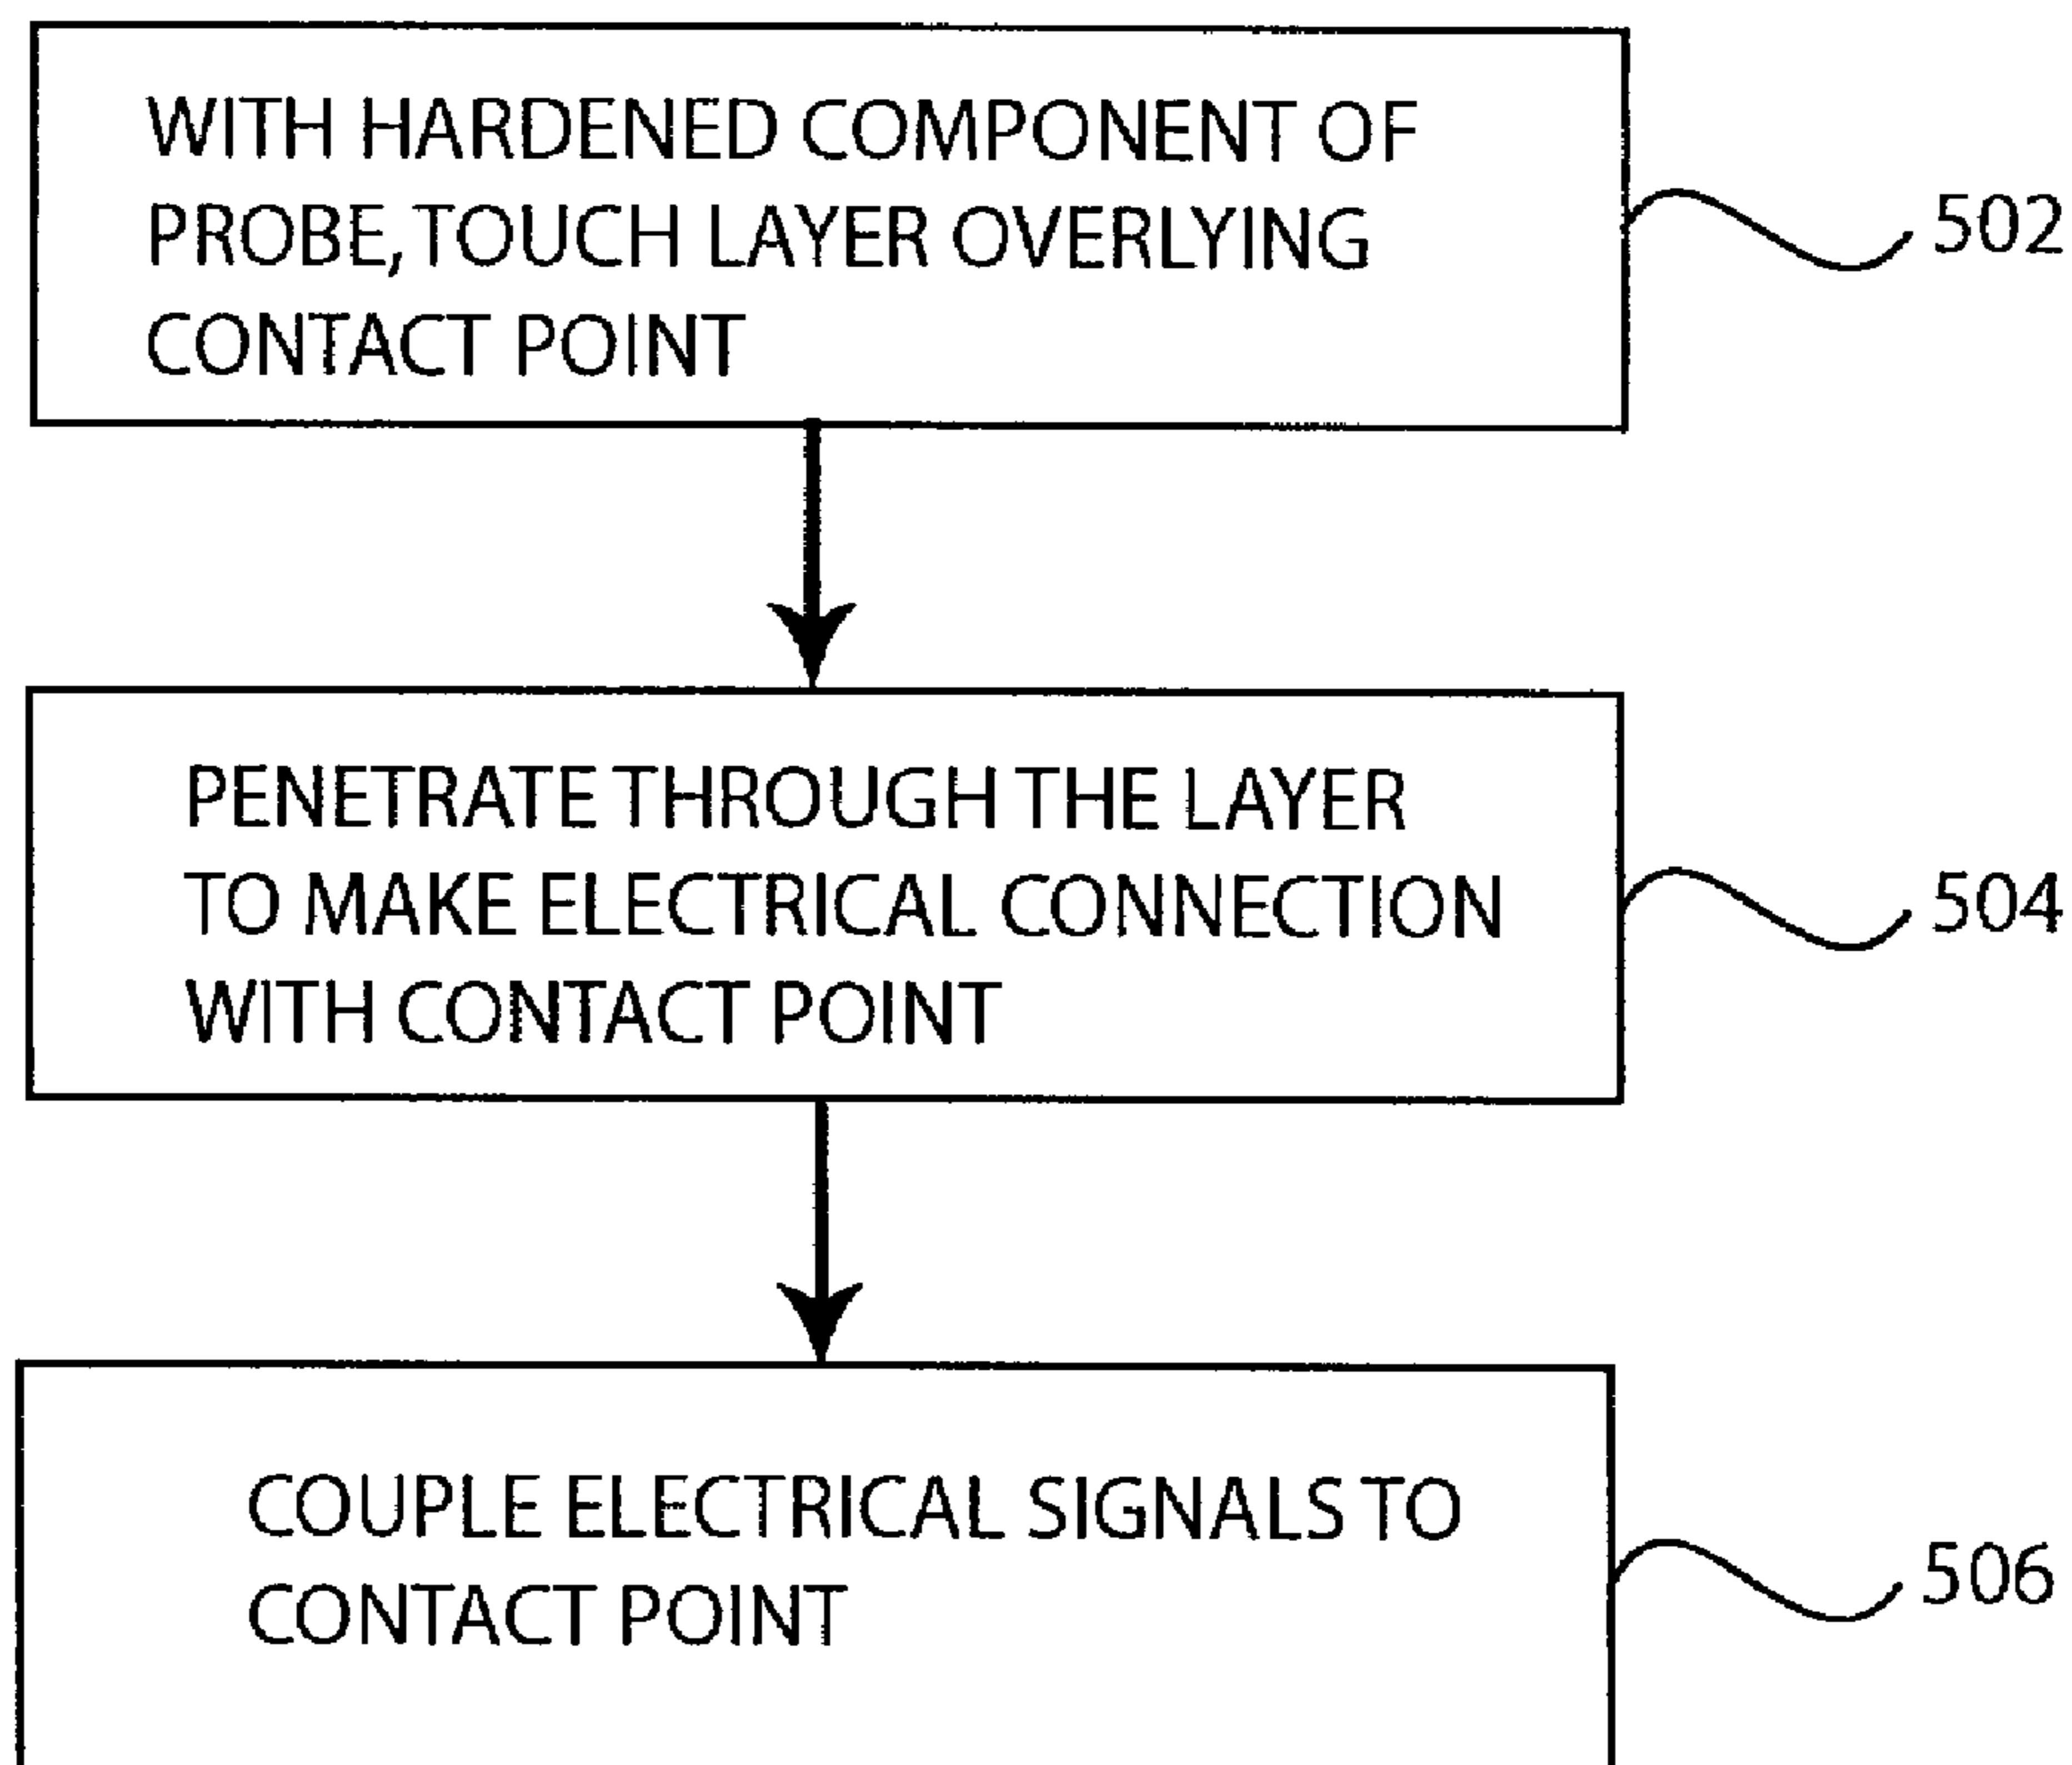 WITH HARDENED COMPONENT OF
PROBE, TOUCH LAYER OVERLYING
CONTACT POINT
502
PENETRATE THROUGH THE LAYER
TO MAKE ELECTRICAL CONNECTION
WITH CONTACT POINT
504
COUPLE ELECTRICAL SIGNALS TO
CONTACT POINT
506